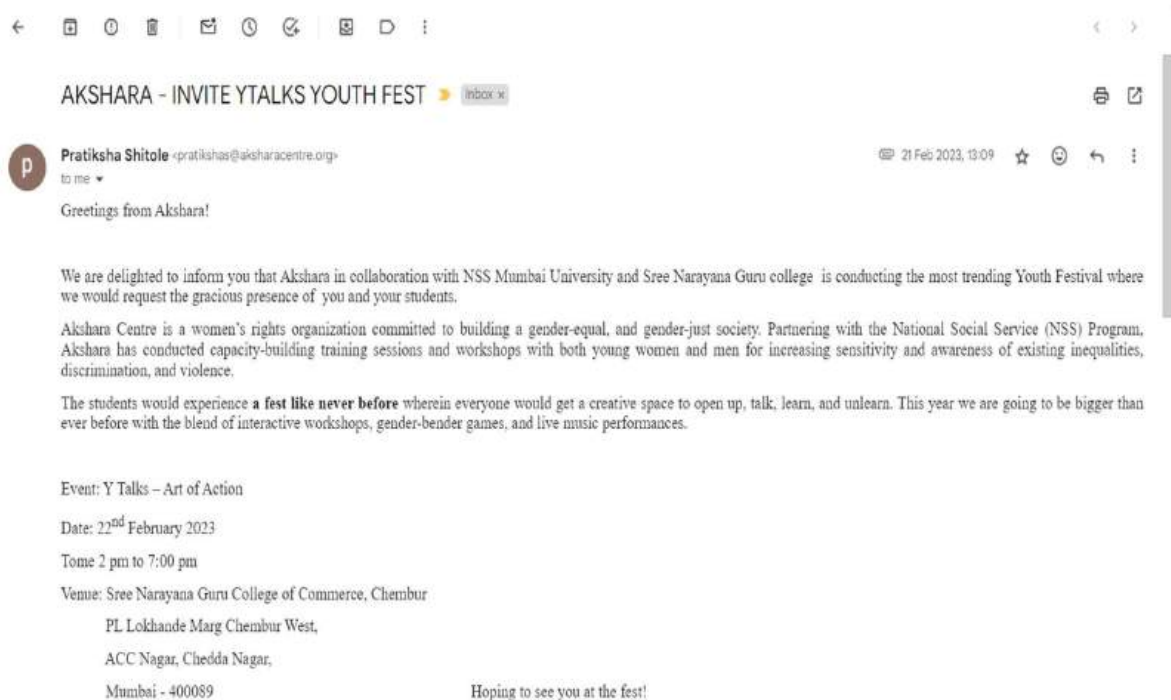 AKSHARA - INVITE YTALKS YOUTH FEST Inbox x
Pratiksha Shitole <pratikshas@aksharacentre.org> 21 Feb 2023, 13:09
P
to me
Greetings from Akshara!
We are delighted to inform you that Akshara in collaboration with NSS Mumbai University and Sree Narayana Guru college is conducting the most trending Youth Festival where
we would request the gracious presence of you and your students.
Akshara Centre is a women's rights organization committed to building a gender-equal, and gender-just society. Partnering with the National Social Service (NSS) Program,
Akshara has conducted capacity-building training sessions and workshops with both young women and men for increasing sensitivity and awareness of existing inequalities,
discrimination, and violence.
The students would experience a fest like never before wherein everyone would get a creative space to open up, talk, learn, and unlearn. This year we are going to be bigger than
ever before with the blend of interactive workshops, gender-bender games, and live music performances.
Event: Y Talks – Art of Action
Date: 22nd February 2023
Tome 2 pm to 7:00 pm
Venue: Sree Narayana Guru College of Commerce, Chembur
PL Lokhande Marg Chembur West,
ACC Nagar, Chedda Nagar,
Mumbai - 400089 Hoping to see you at the fest!